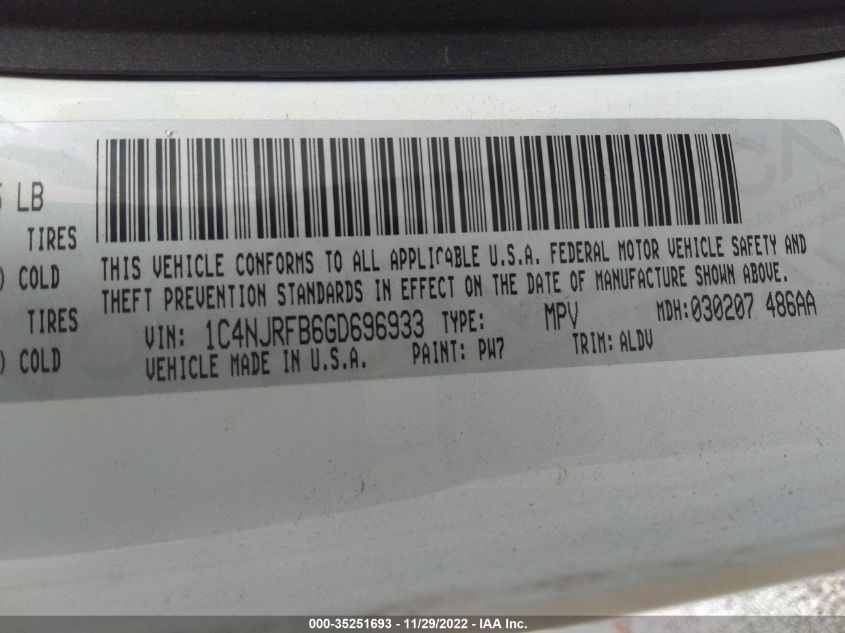 5 LB
TIRES
) COLD
TIRES
) COLD
THIS VEHICLE CONFORMS TO ALL APPLICABLE U.S.A. FEDERAL MOTOR VEHICLE SAFETY AND
THEFT PREVENTION STANDARDS IN EFFECT ON THE DATE OF MANUFACTURE SHOWN ABOVE.
VIN: 1C4NJRFB6GD696933 TYPE: MPV MDH:030207 486AA
VEHICLE MADE IN U.S.A. PAINT: PW7 TRIM: ALDV
000-35251693 - 11/29/2022 - IAA Inc.